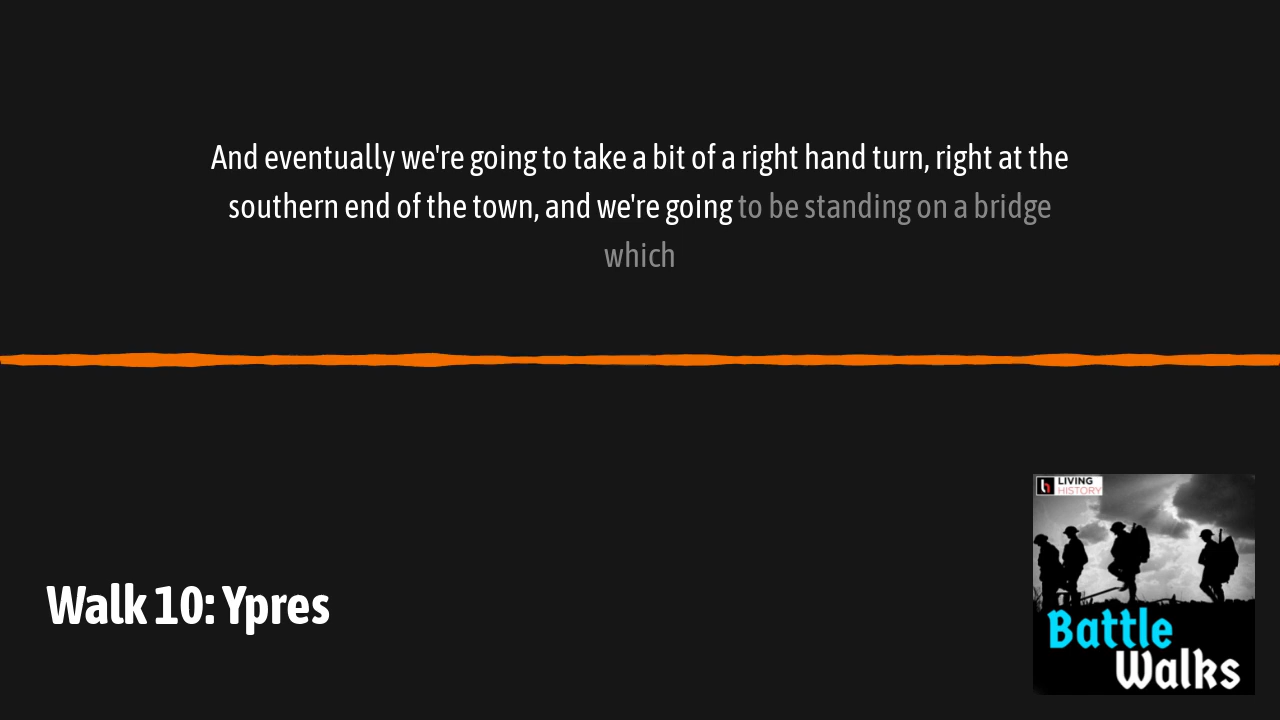 And eventually we're going to take a bit of a right hand turn, right at the
southern end of the town, and we're going to be standing on a bridge
which
Walk 10: Ypres
LIVING
HISTORY
Battle
Walks